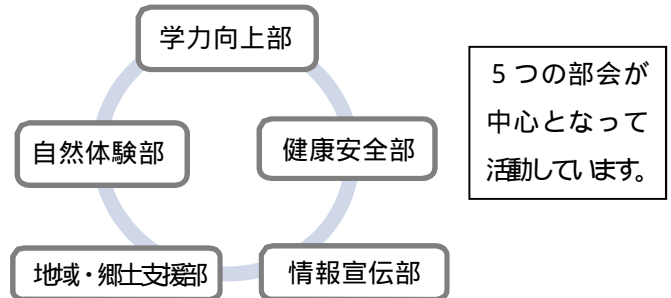 学力向上部
5つの部会が
中心となって
活動しています。
自然体験部
健康安全部
地域・郷土支援部
情報宣伝部